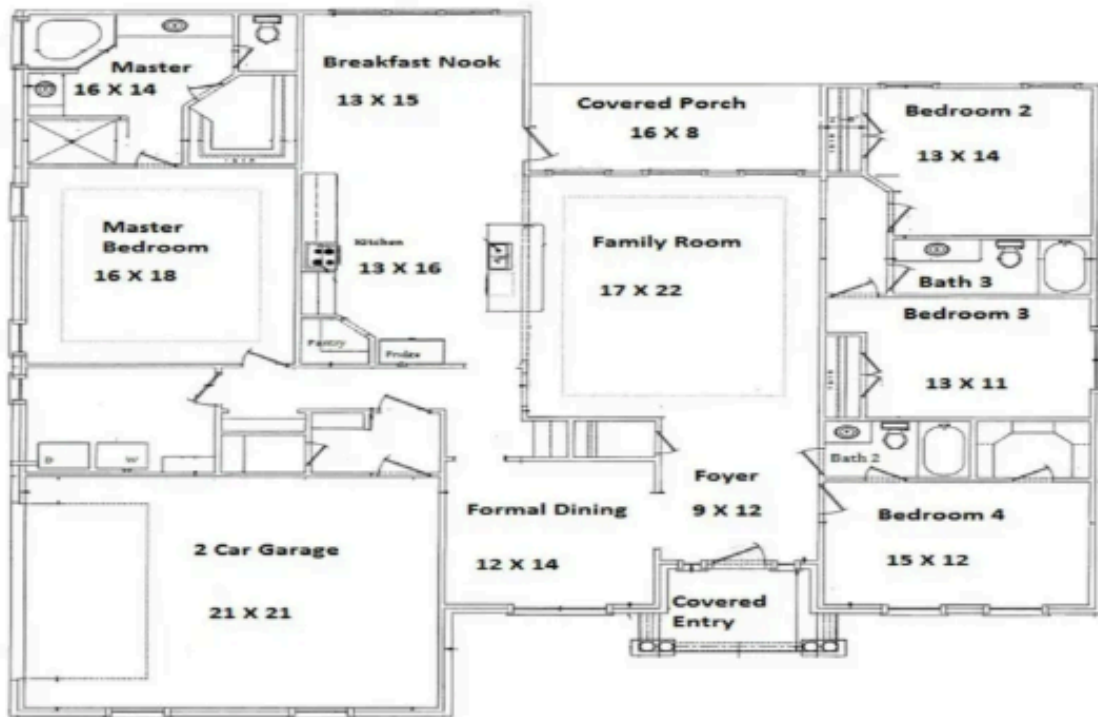 Master
16 X 14
Breakfast Nook
13 X 15
Covered Porch
16 X 8
Bedroom 2
13 X 14
Master
Bedroom
16 X 18
Kitchen
13 X 16
Family Room
17 X 22
Bath 3
Bedroom 3
13 X 11
Pantry
Fridge
D
W
Bath 2
Foyer
9 X 12
Formal Dining
12 X 14
Bedroom 4
15 X 12
2 Car Garage
21 X 21
Covered
Entry